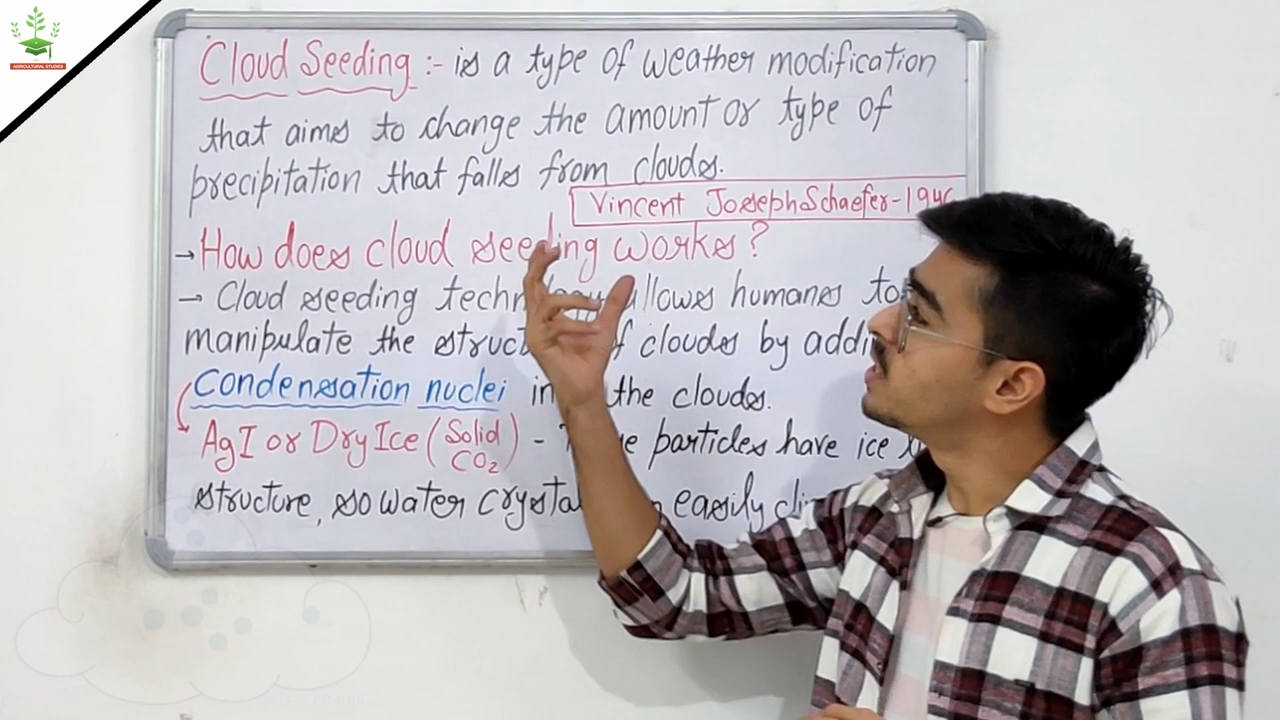 AGRICULTURAL STUDIES
Cloud Seeding :- is a type of weather modification
that aims to change the amount or type of
precipitation that falls from clouds.
Vincent Joseph Schaefer - 194
→ How does cloud seeding works?
→ Cloud seeding allows humans to
manipulate the of clouds by
condensation nuclei the clouds.
AgI or Dry Ice (Solid CO₂) - particles have ice
structure, so water easily